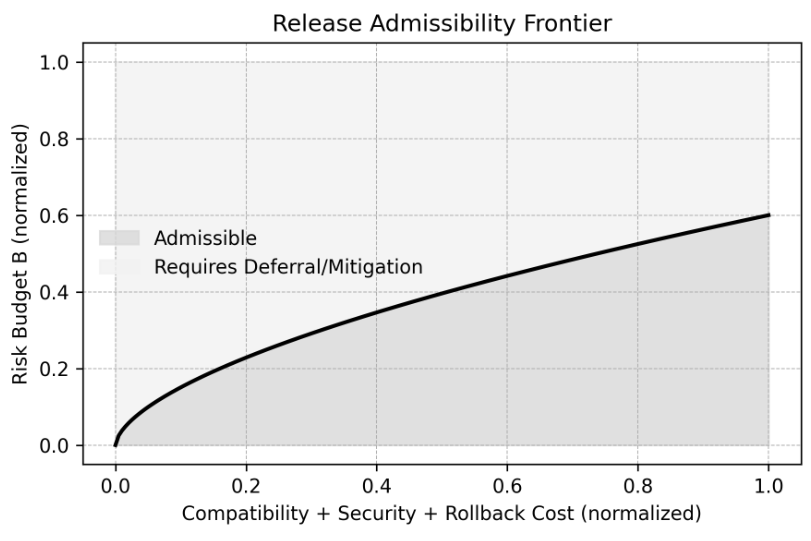 Release Admissibility Frontier
Risk Budget B (normalized)
1.0
0.8
0.6
0.4
0.2
0.0
Admissible
Requires Deferral/Mitigation
0.0 0.2 0.4 0.6 0.8 1.0
Compatibility + Security + Rollback Cost (normalized)